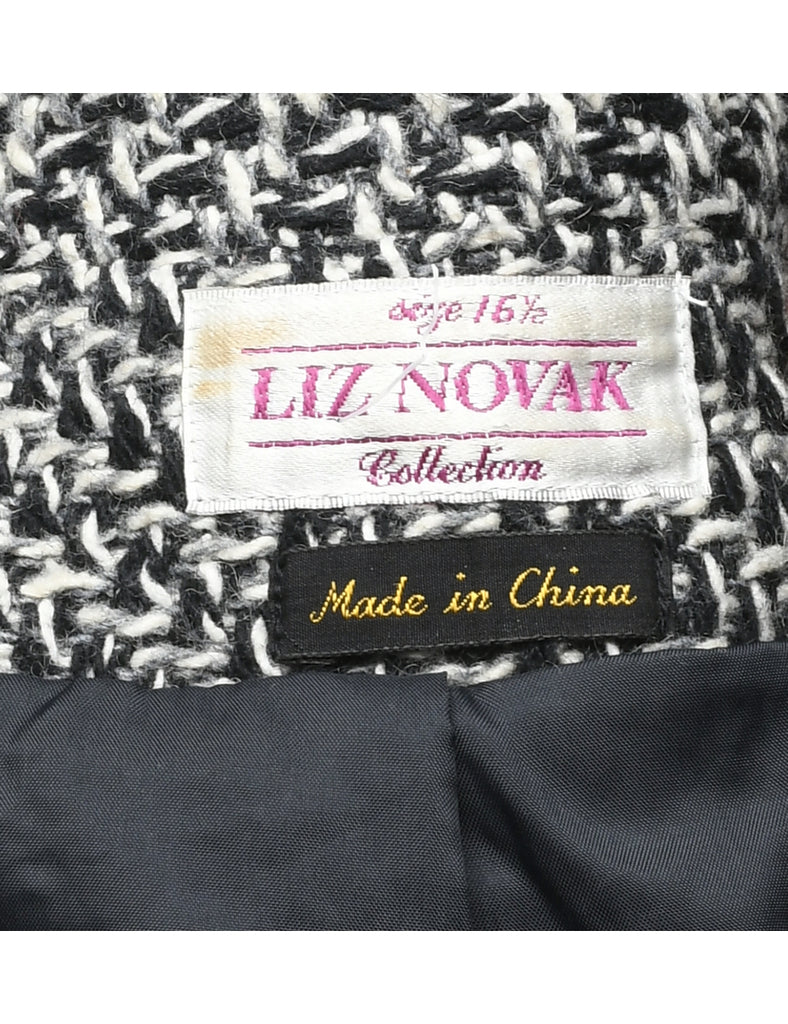 size 16½
LIZ NOVAK
Collection
Made in China